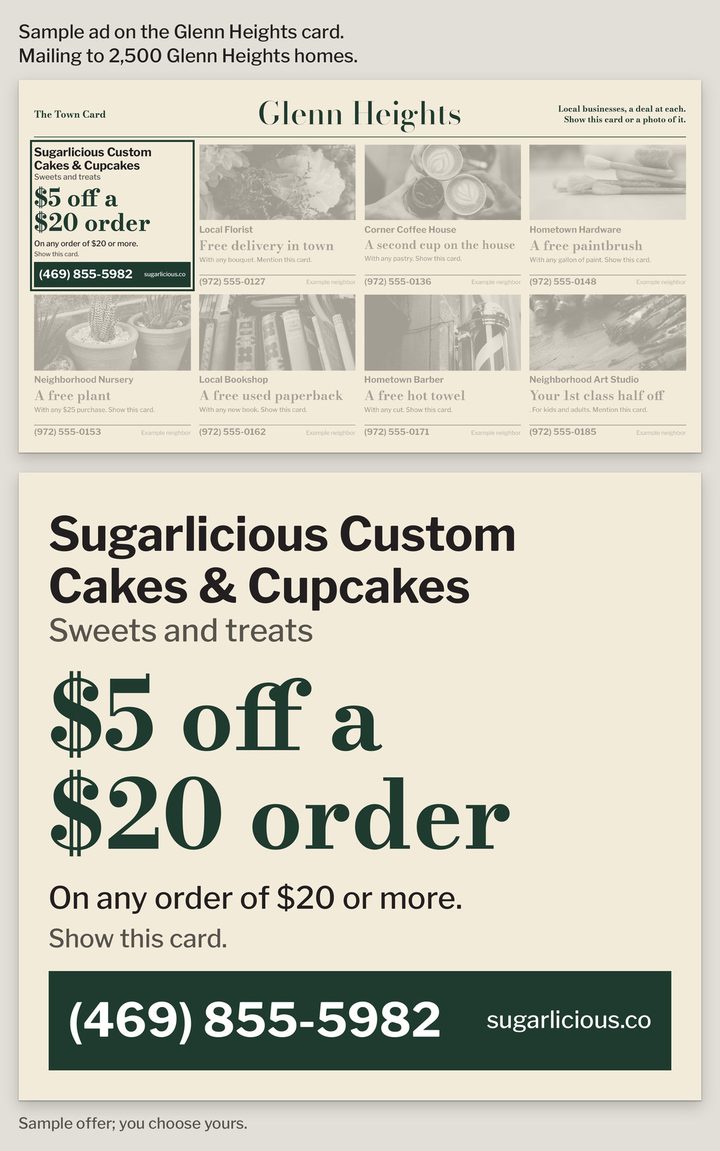 Sample ad on the Glenn Heights card.
Mailing to 2,500 Glenn Heights homes.
The Town Card
Glenn Heights
Local businesses, a deal at each.
Show this card or a photo of it.
Sugarlicious Custom
Cakes & Cupcakes
Sweets and treats
$5 off a
$20 order
On any order of $20 or more.
Show this card.
(469) 855-5982 sugarlicious.co
Local Florist
Free delivery in town
With any bouquet. Mention this card.
(972) 555-0127 Example neighbor
Corner Coffee House
A second cup on the house
With any pastry. Show this card.
(972) 555-0136 Example neighbor
Hometown Hardware
A free paintbrush
With any gallon of paint. Show this card.
(972) 555-0148 Example neighbor
Neighborhood Nursery
A free plant
With any $25 purchase. Show this card.
(972) 555-0153 Example neighbor
Local Bookshop
A free used paperback
With any new book. Show this card.
(972) 555-0162 Example neighbor
Hometown Barber
A free hot towel
With any cut. Show this card.
(972) 555-0171 Example neighbor
Neighborhood Art Studio
Your 1st class half off
For kids and adults. Mention this card.
(972) 555-0185 Example neighbor
Sugarlicious Custom
Cakes & Cupcakes
Sweets and treats
$5 off a
$20 order
On any order of $20 or more.
Show this card.
(469) 855-5982 sugarlicious.co
Sample offer; you choose yours.